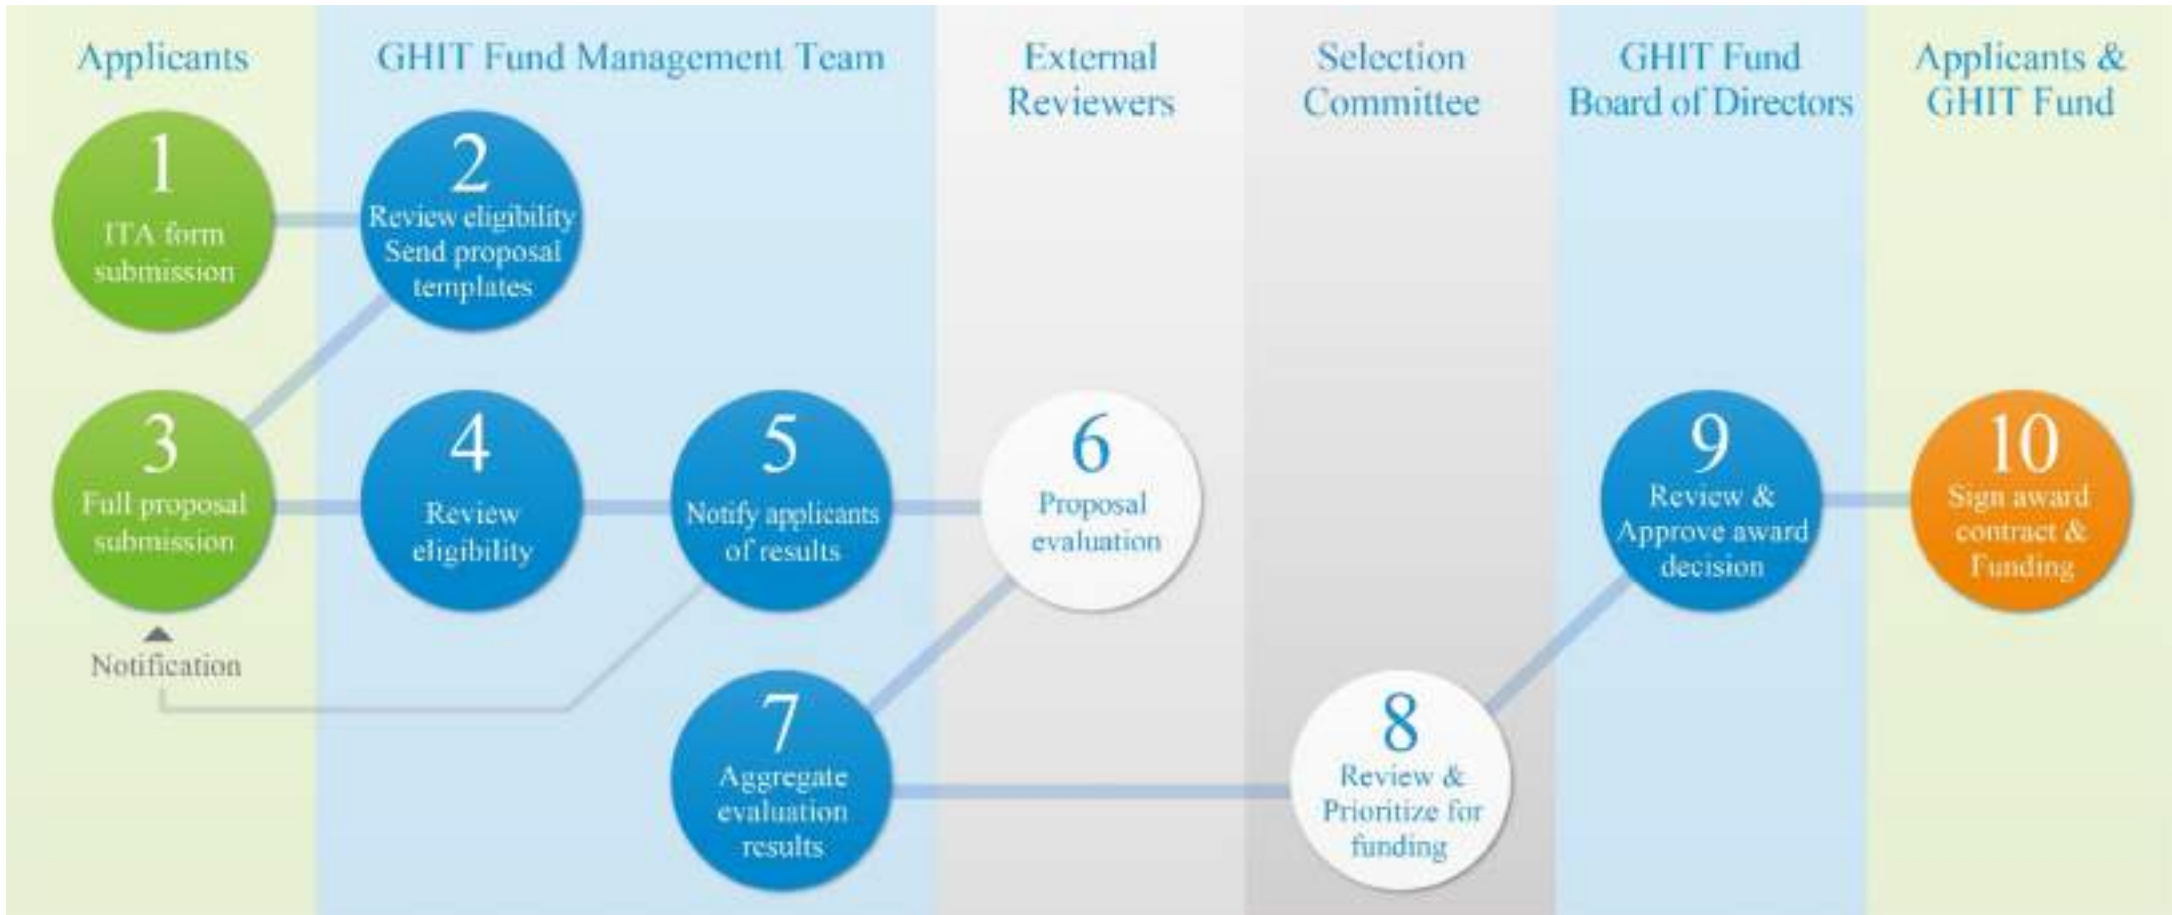 Applicants
GHIT Fund Management Team
External
Reviewers
Selection
Committee
GHIT Fund
Board of Directors
Applicants &
GHIT Fund
1
ITA form
submission
2
Review eligibility
Send proposal
templates
3
Full proposal
submission
4
Review
eligibility
5
Notify applicants
of results
6
Proposal
evaluation
9
Review &
Approve award
decision
10
Sign award
contract &
Funding
Notification
7
Aggregate
evaluation
results
8
Review &
Prioritize for
funding